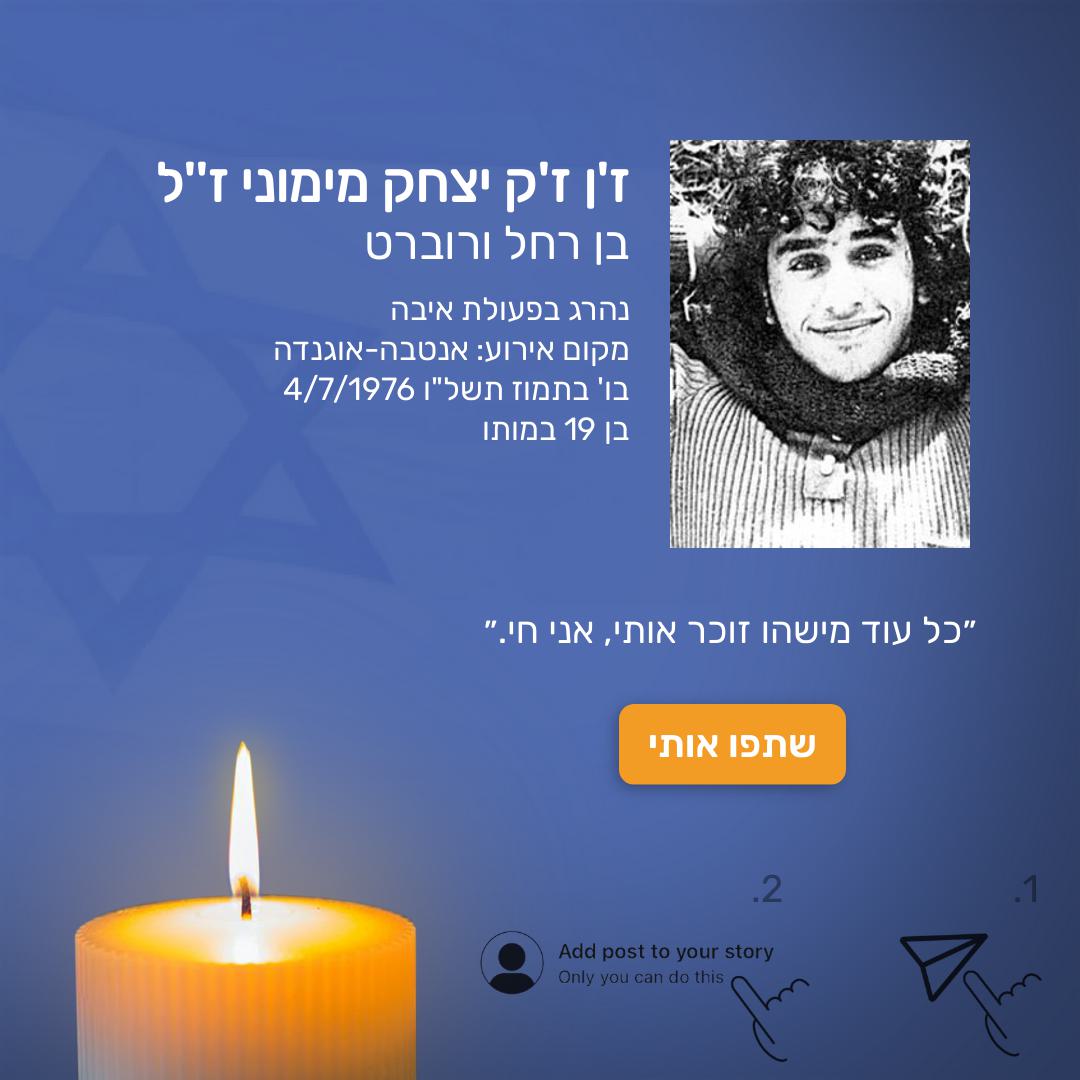 ז'ן ז'ק יצחק מימוני ז"ל
בן רחל ורוברט
נהרג בפעולת איבה
מקום אירוע: אנטבה-אוגנדה
בו' בתמוז תשל"ו 4/7/1976
בן 19 במותו
״כל עוד מישהו זוכר אותי, אני חי.״
שתפו אותי
1.
2.
Add post to your story
Only you can do this